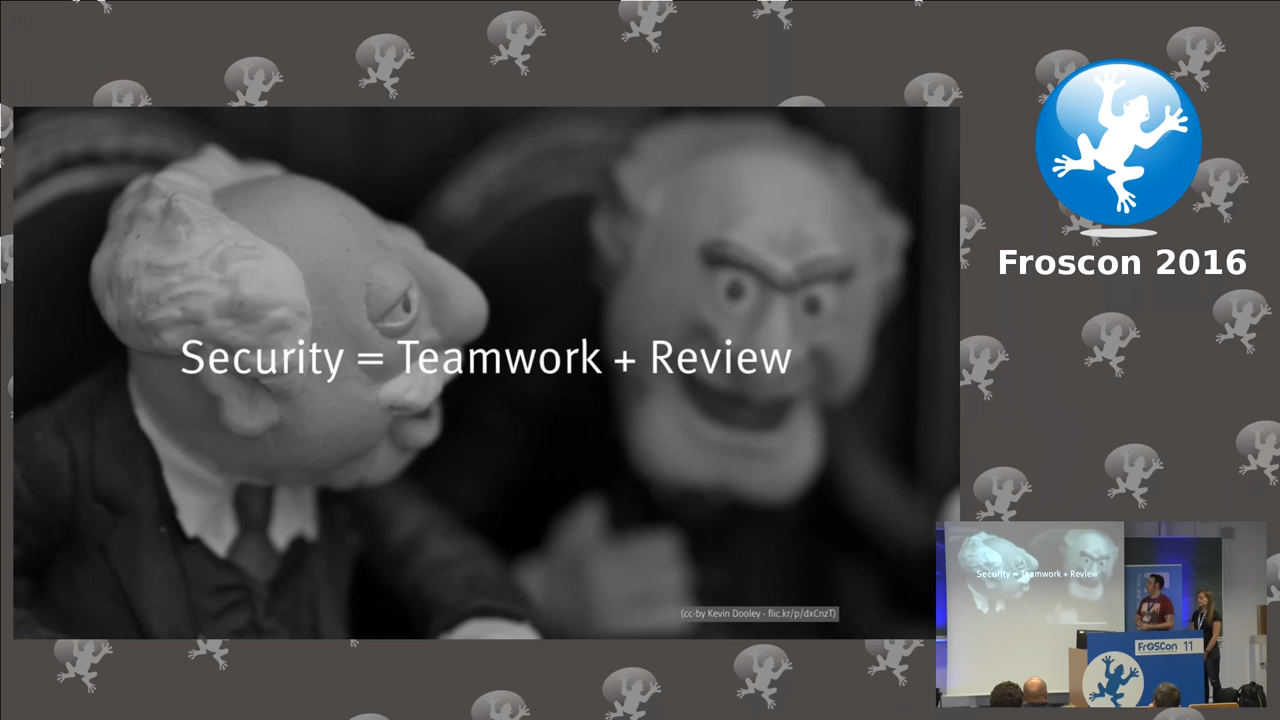 Froscon 2016
Security = Teamwork + Review
(cc-by Kevin Dooley - flic.kr/p/dxCnzT)
Security = Teamwork + Review
FrOSCon 11